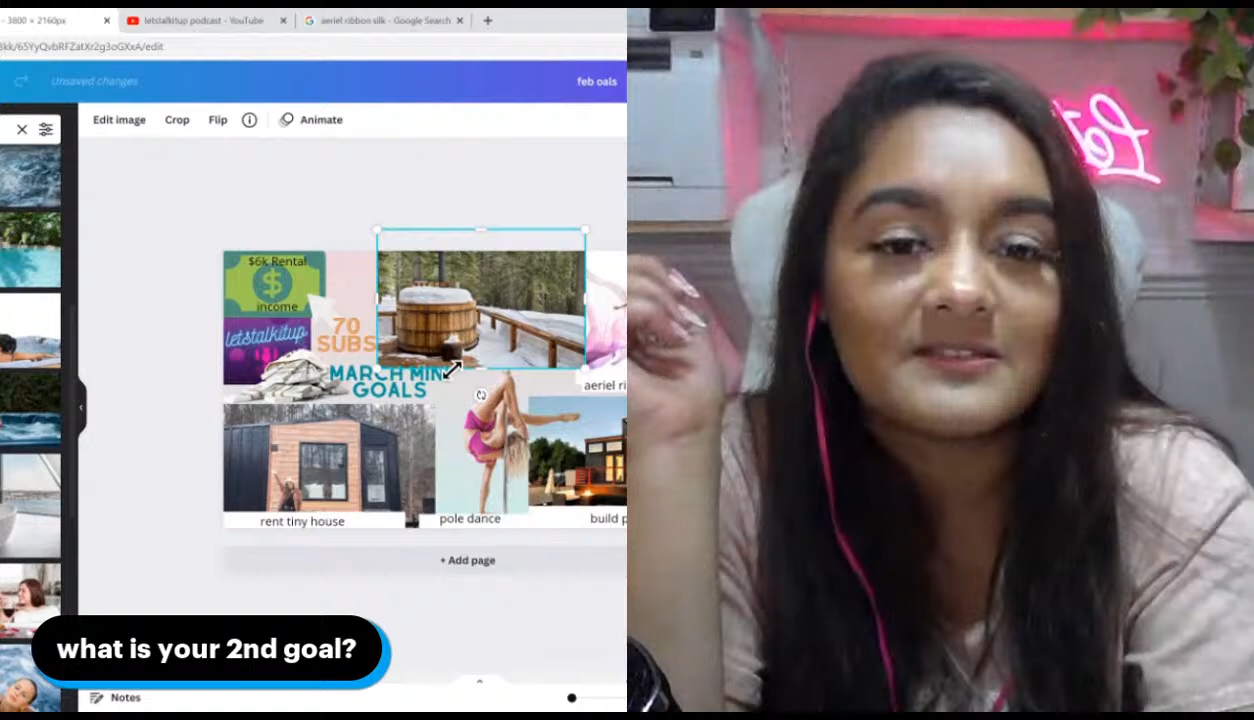 - 3800 × 2160px
letstalkitup podcast - YouTube
aeriel ribbon silk - Google Search
3kk/65YyQvbRFZatXr2g3oGXxA/edit
Unsaved changes
feb oals
Edit image
Crop
Flip
Animate
$6k Rental
income
letstalkitup
70
SUBS
MARCH MIN
GOALS
aeriel ri
rent tiny house
pole dance
build p
+ Add page
what is your 2nd goal?
Notes